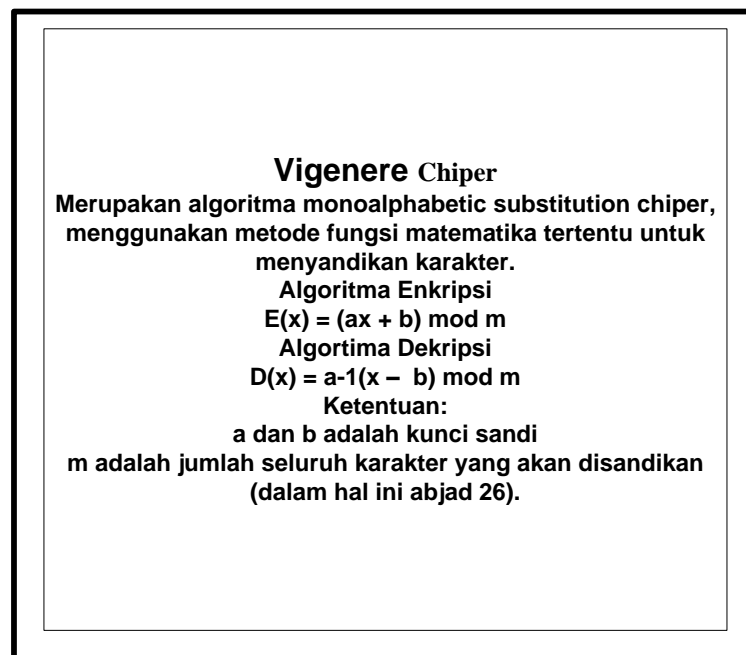 Vigenere Chiper
Merupakan algoritma monoalphabetic substitution chiper,
menggunakan metode fungsi matematika tertentu untuk
menyandikan karakter.
Algoritma Enkripsi
E(x) = (ax + b) mod m
Algortima Dekripsi
D(x) = a-1(x – b) mod m
Ketentuan:
a dan b adalah kunci sandi
m adalah jumlah seluruh karakter yang akan disandikan
(dalam hal ini abjad 26).